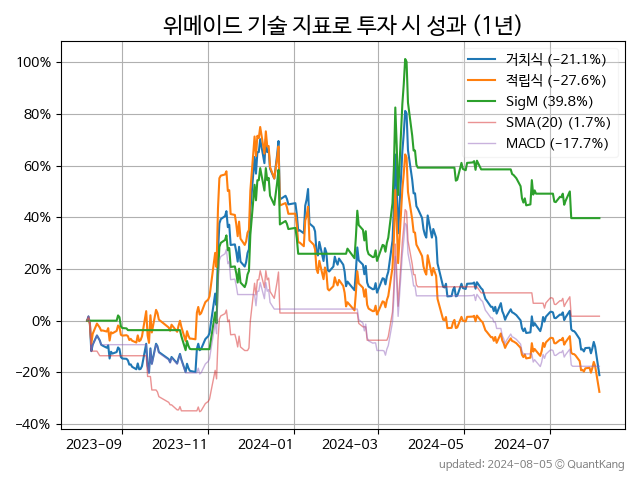 위메이드 기술 지표로 투자 시 성과 (1년)
거치식 (−21.1%)
적립식 (−27.6%)
SigM (39.8%)
SMA(20) (1.7%)
MACD (−17.7%)
100%
80%
60%
40%
20%
0%
−20%
−40%
2023-09
2023-11
2024-01
2024-03
2024-05
2024-07
updated: 2024-08-05 © QuantKang